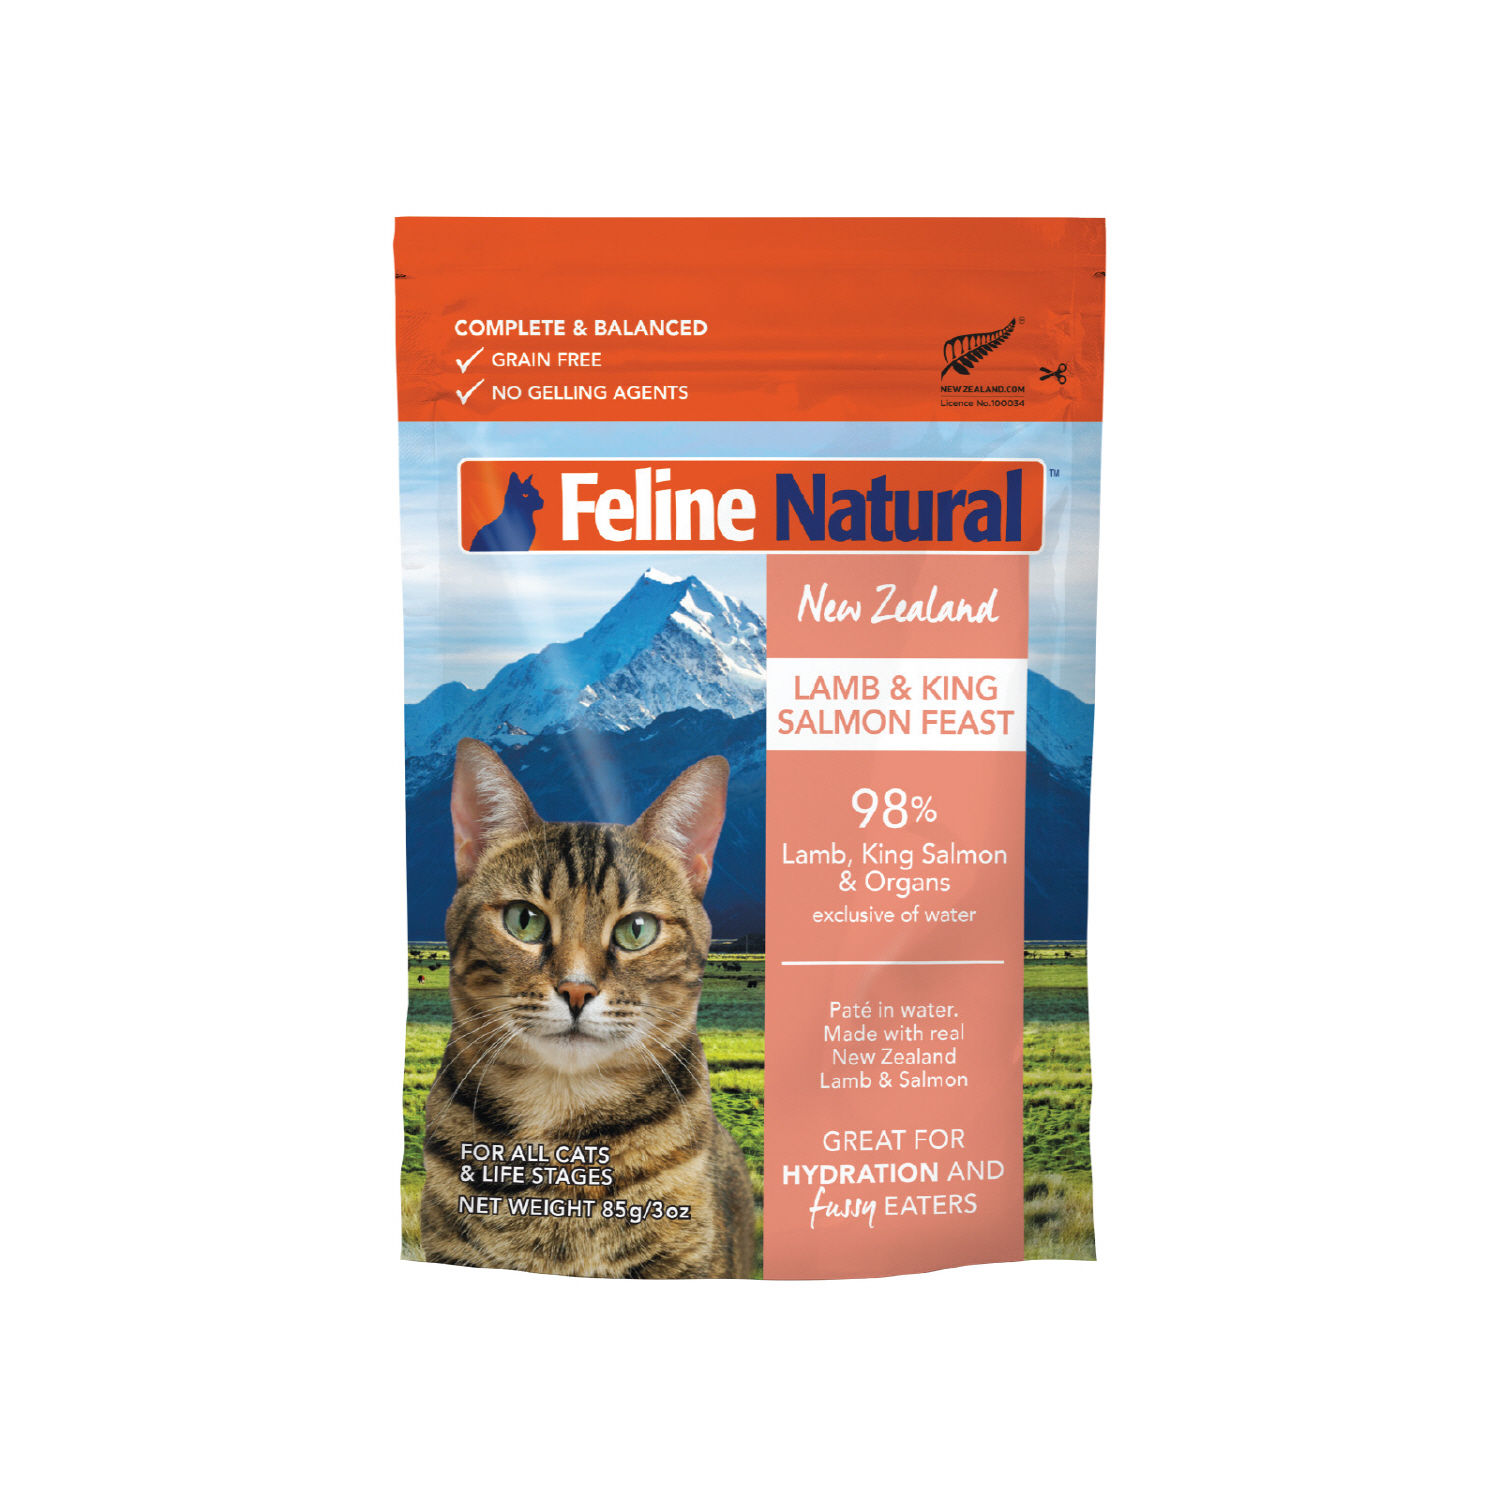 COMPLETE & BALANCED
GRAIN FREE
NO GELLING AGENTS
®
NEWZEALAND.COM
Licence No.100034
Feline Natural
TM
New Zealand
LAMB & KING
SALMON FEAST
98%
Lamb, King Salmon
& Organs
exclusive of water
Paté in water.
Made with real
New Zealand
Lamb & Salmon
GREAT FOR
HYDRATION AND
fussy EATERS
FOR ALL CATS
& LIFE STAGES
NET WEIGHT 85g/3oz